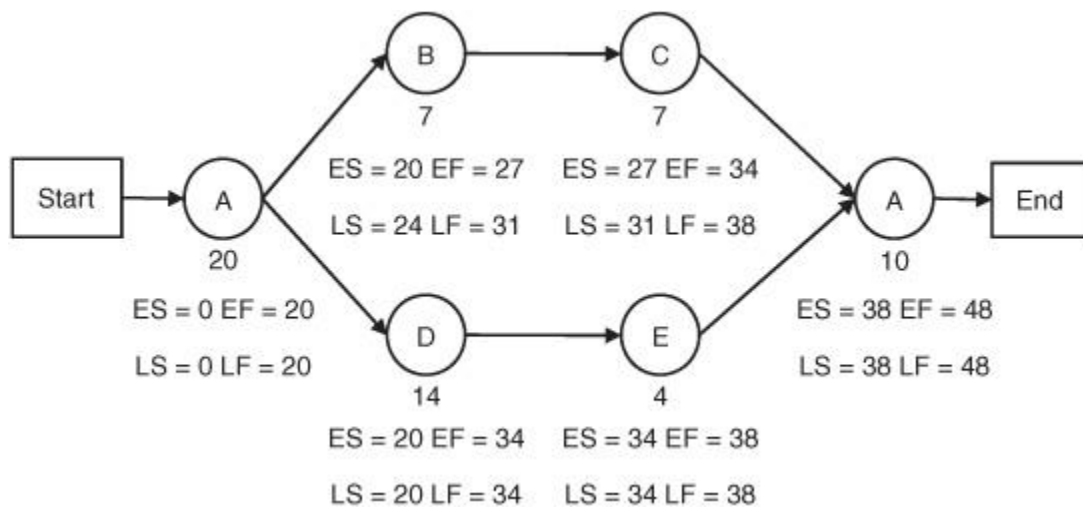 B
C
7
7
ES = 20 EF = 27
ES = 27 EF = 34
Start
A
A
End
LS = 24 LF = 31
LS = 31 LF = 38
20
10
ES = 0 EF = 20
D
E
ES = 38 EF = 48
LS = 0 LF = 20
LS = 38 LF = 48
14
4
ES = 20 EF = 34
ES = 34 EF = 38
LS = 20 LF = 34
LS = 34 LF = 38